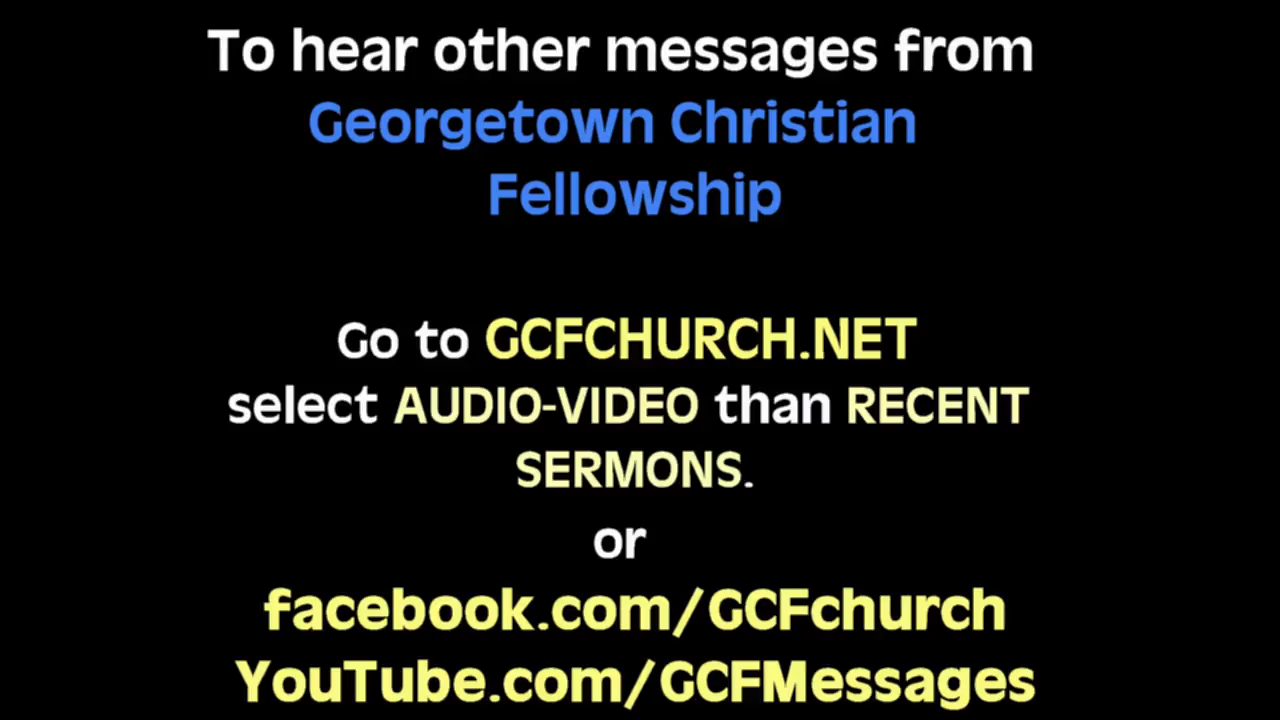 To hear other messages from
Georgetown Christian
Fellowship
Go to GCFCHURCH.NET
select AUDIO-VIDEO than RECENT
SERMONS.
or
facebook.com/GCFchurch
YouTube.com/GCFMessages